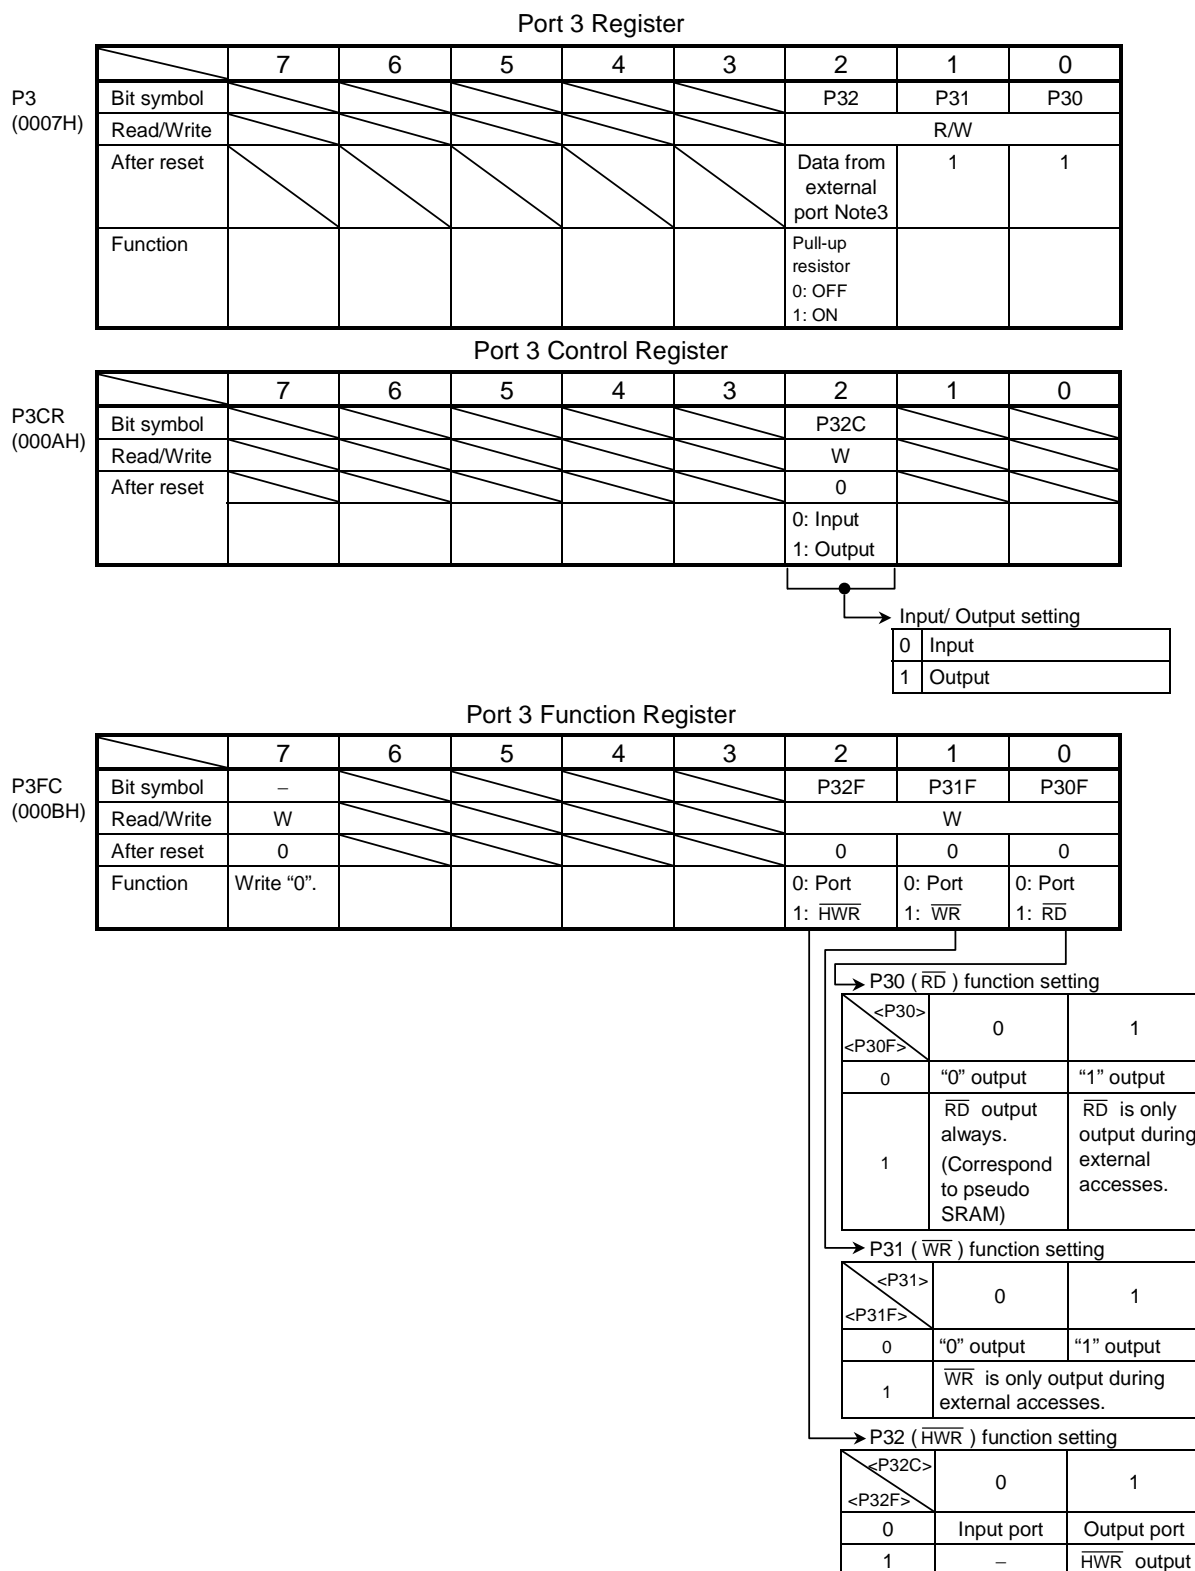 Port 3 Register
7 6 5 4 3 2 1 0
P3
(0007H)
Bit symbol P32 P31 P30
Read/Write R/W
After reset Data from external port Note3 1 1
Function Pull-up resistor 0: OFF 1: ON
Port 3 Control Register
7 6 5 4 3 2 1 0
P3CR
(000AH)
Bit symbol P32C
Read/Write W
After reset 0
0: Input
1: Output
Input/ Output setting
0 Input
1 Output
Port 3 Function Register
7 6 5 4 3 2 1 0
P3FC
(000BH)
Bit symbol – P32F P31F P30F
Read/Write W W
After reset 0 0 0 0
Function Write “0”. 0: Port 0: Port 0: Port
1: HWR 1: WR 1: RD
P30 ( RD ) function setting
<P30>
<P30F>
0 1
0 “0” output “1” output
1 RD output always. (Correspond to pseudo SRAM) RD is only output during external accesses.
P31 ( WR ) function setting
<P31>
<P31F>
0 1
0 “0” output “1” output
1 WR is only output during external accesses.
P32 ( HWR ) function setting
<P32C>
<P32F>
0 1
0 Input port Output port
1 – HWR output